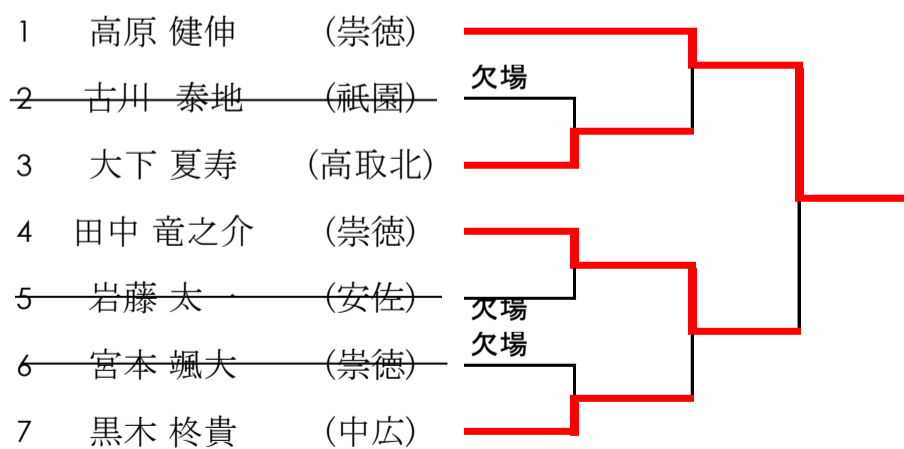 1 高原 健伸 (崇徳)
欠場
2 古川 泰地 (祇園)
3 大下 夏寿 (高取北)
4 田中 竜之介 (崇徳)
5 岩藤 太一 (安佐)
欠場
欠場
6 宮本 颯大 (崇徳)
7 黒木 柊貴 (中広)